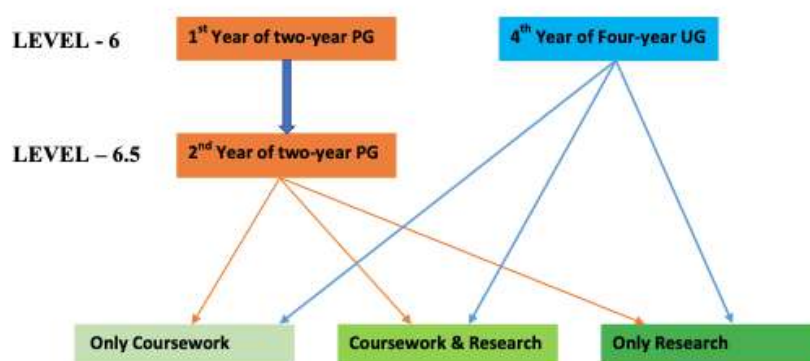 LEVEL - 6
1st Year of two-year PG
4th Year of Four-year UG
LEVEL – 6.5
2nd Year of two-year PG
Only Coursework
Coursework & Research
Only Research